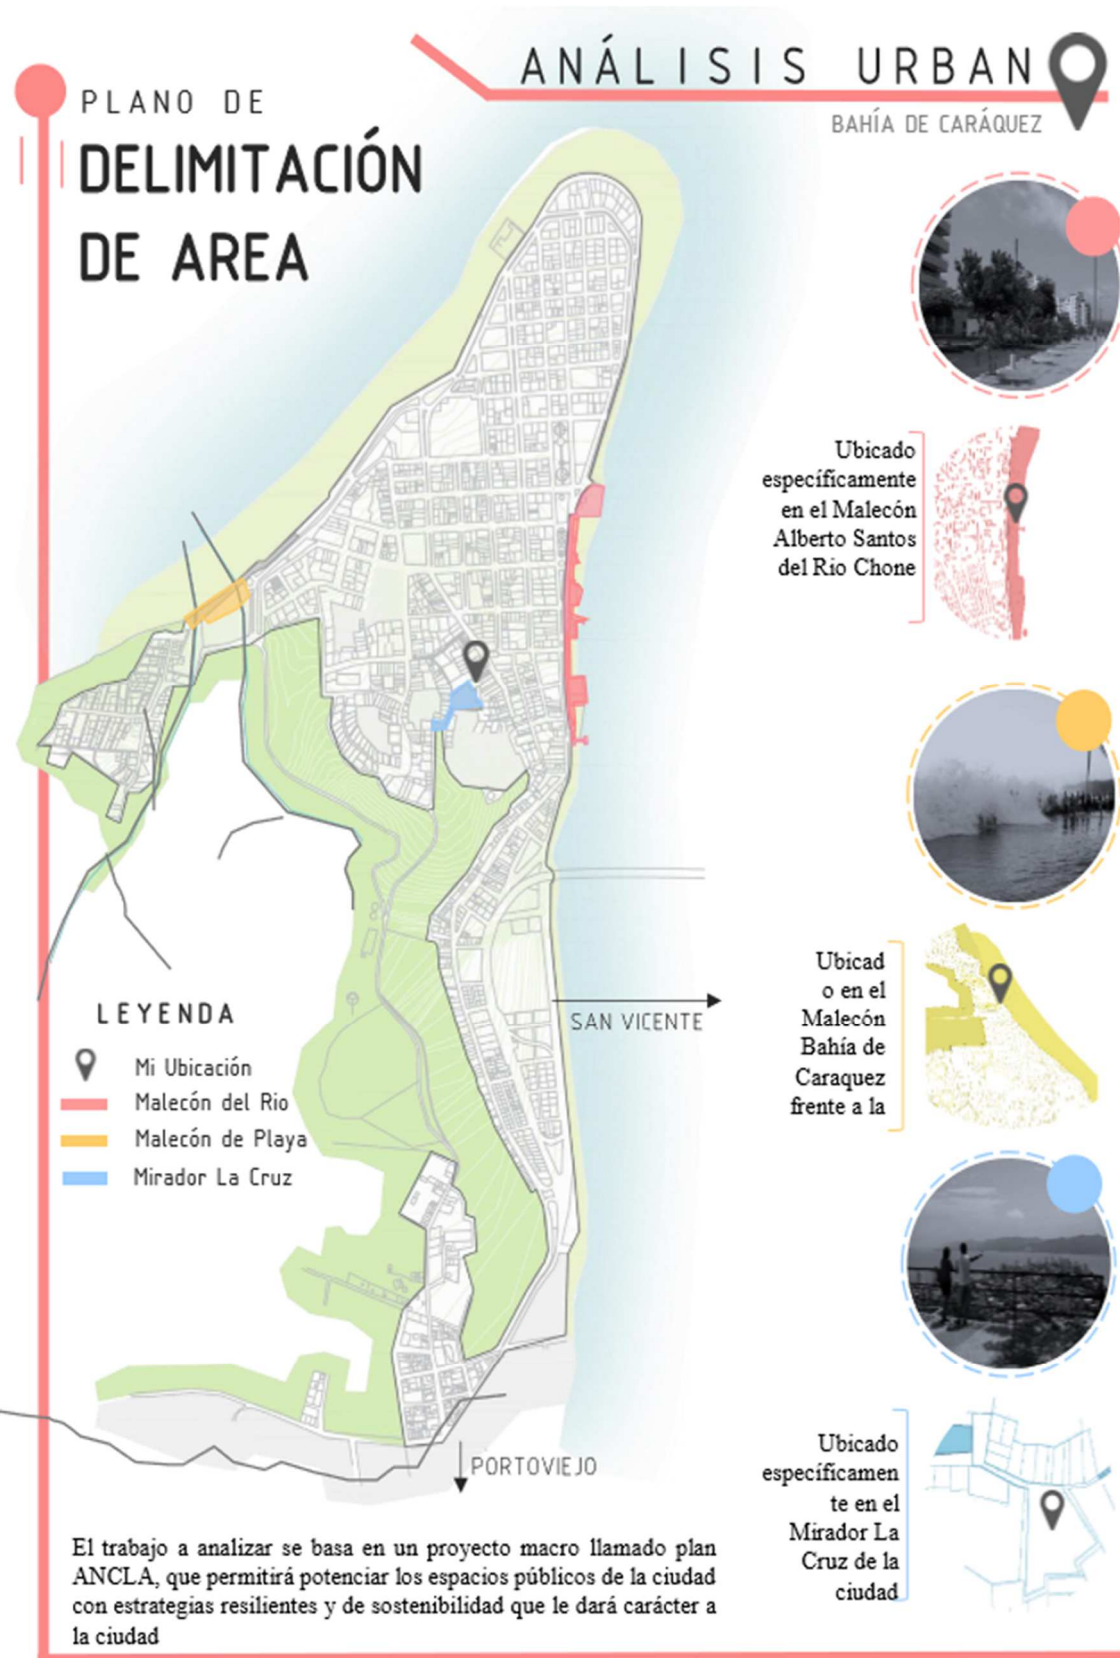 ANÁLISIS URBAN
BAHÍA DE CARÁQUEZ
PLANO DE
DELIMITACIÓN
DE AREA
Ubicado
específicamente
en el Malecón
Alberto Santos
del Rio Chone
Ubicad
o en el
Malecón
Bahía de
Caraquez
frente a la
SAN VICENTE
LEYENDA
Mi Ubicación
Malecón del Rio
Malecón de Playa
Mirador La Cruz
PORTOVIEJO
Ubicado
específicamen
te en el
Mirador La
Cruz de la
ciudad
El trabajo a analizar se basa en un proyecto macro llamado plan
ANCLA, que permitirá potenciar los espacios públicos de la ciudad
con estrategias resilientes y de sostenibilidad que le dará carácter a
la ciudad